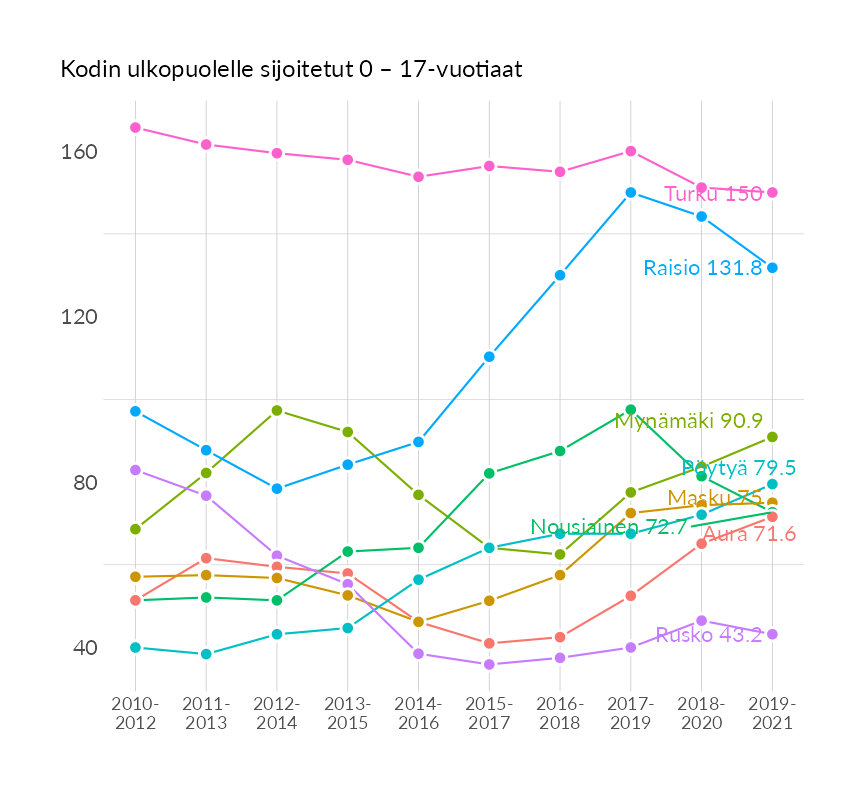 Kodin ulkopuolelle sijoitetut 0 – 17-vuotiaat
160
120
80
40
Turku 150
Raisio 131.8
Mynämäki 90.9
Pöytyä 79.5
Masku 75
Nousiainen 72.7
Aura 71.6
Rusko 43.2
2010-
2012
2011-
2013
2012-
2014
2013-
2015
2014-
2016
2015-
2017
2016-
2018
2017-
2019
2018-
2020
2019-
2021